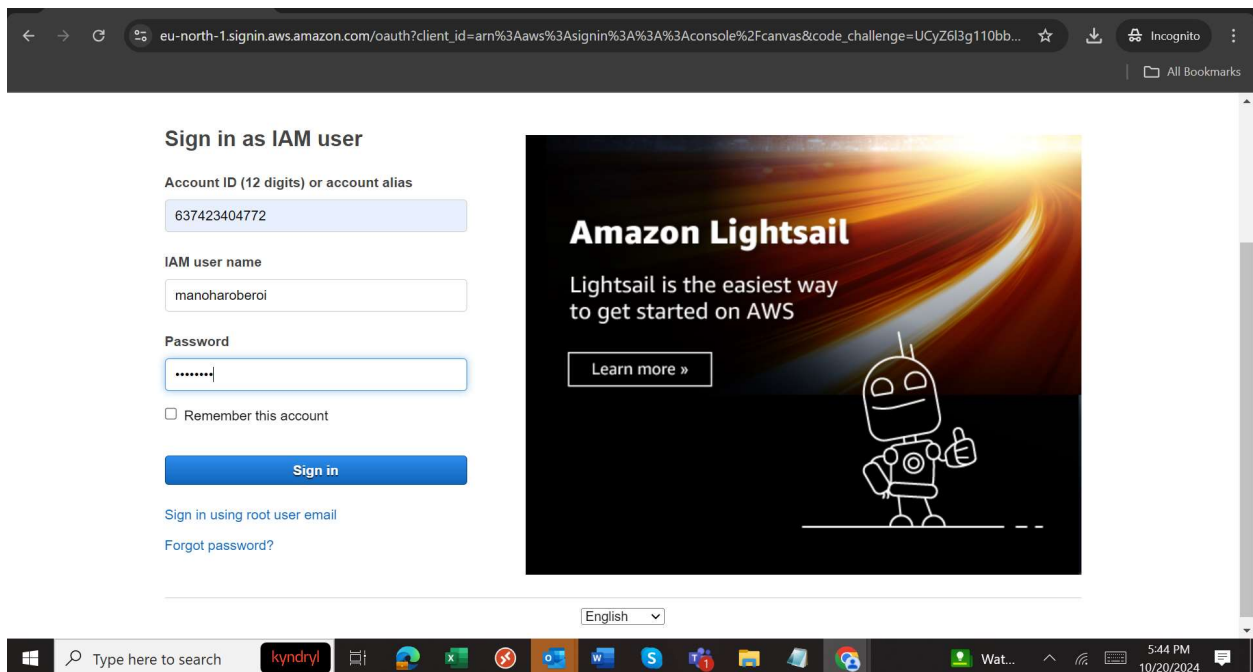 eu-north-1.signin.aws.amazon.com/oauth?client_id=arn%3Aaws%3Asignin%3A%3A%3Aconsole%2Fcanvas&code_challenge=UCyZ6l3g110bb...
Incognito
All Bookmarks
Sign in as IAM user
Account ID (12 digits) or account alias
637423404772
IAM user name
manoharoberoi
Password
••••••••
Remember this account
Sign in
Sign in using root user email
Forgot password?
Amazon Lightsail
Lightsail is the easiest way
to get started on AWS
Learn more »
English
Type here to search
kyndryl
Wat...
5:44 PM
10/20/2024